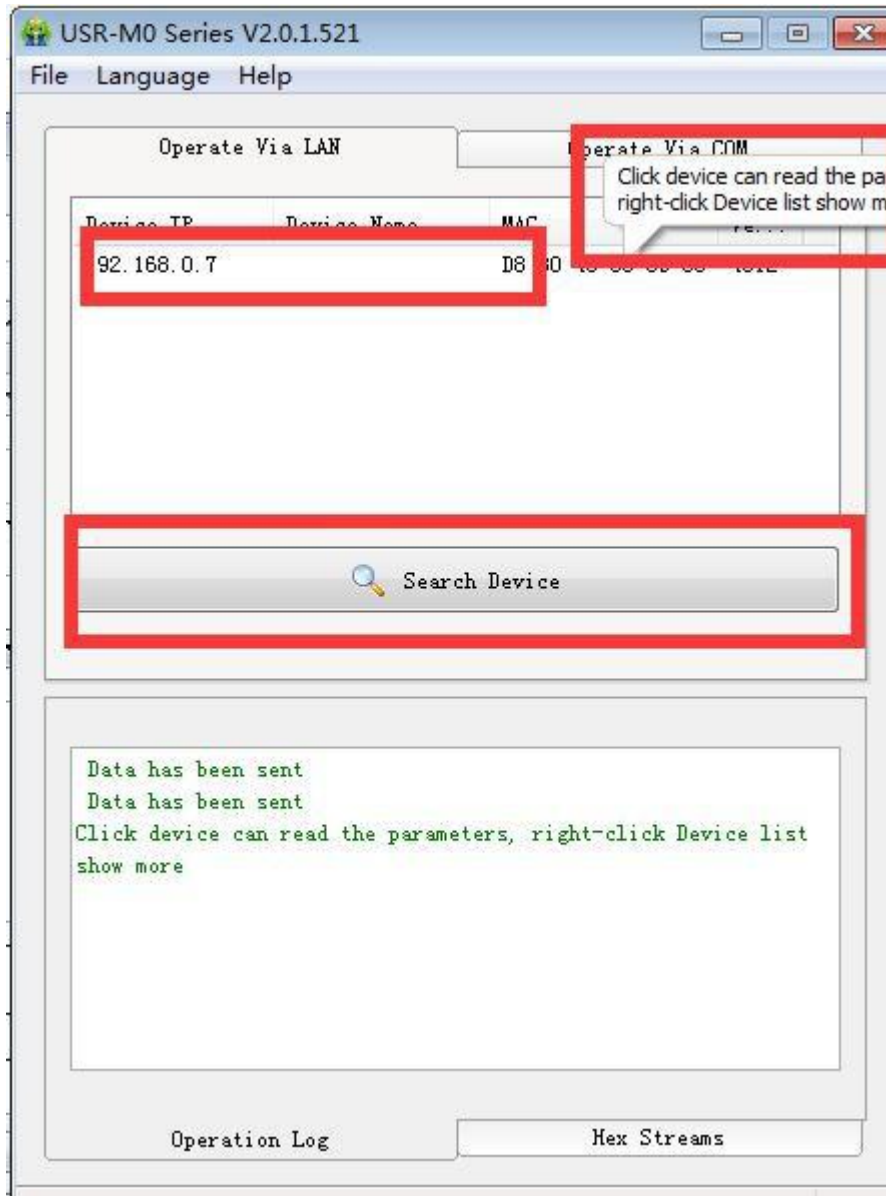 USR-M0 Series V2.0.1.521
File Language Help
Operate Via LAN
perate Via COM
Click device can read the pa
right-click Device list show m
Device IP Device Name MAC
92.168.0.7 D8
Search Device
Data has been sent
Data has been sent
Click device can read the parameters, right-click Device list
show more
Operation Log
Hex Streams